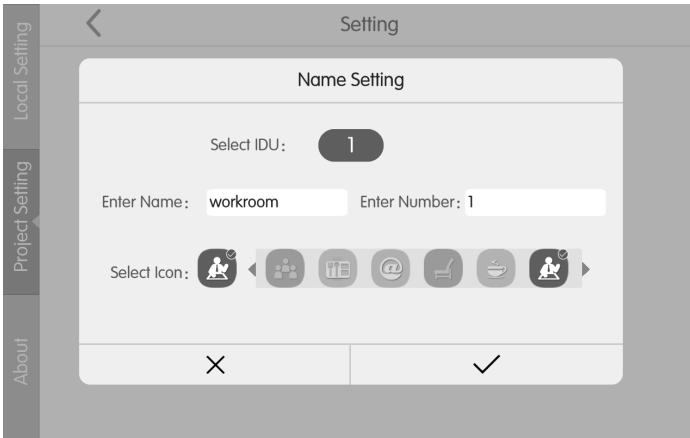 Setting
Local Setting
Project Setting
About
Name Setting
Select IDU: 1
Enter Name: workroom Enter Number: 1
Select Icon: @